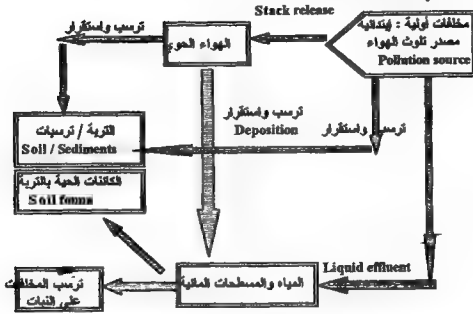 Stack release
مخلفات أولية : إبتدائية
مصدر تلوث الهواء
Pollution source
الهواء الجوي
ترسب واستقرار
ترسب واستقرار
Deposition
ترسب واستقرار
التربة / ترسبات
Soil / Sediments
الكائنات الحية بالتربة
Soil founa
Liquid effluent
المياه والمسطحات المائية
ترسب المخلفات
على النبات